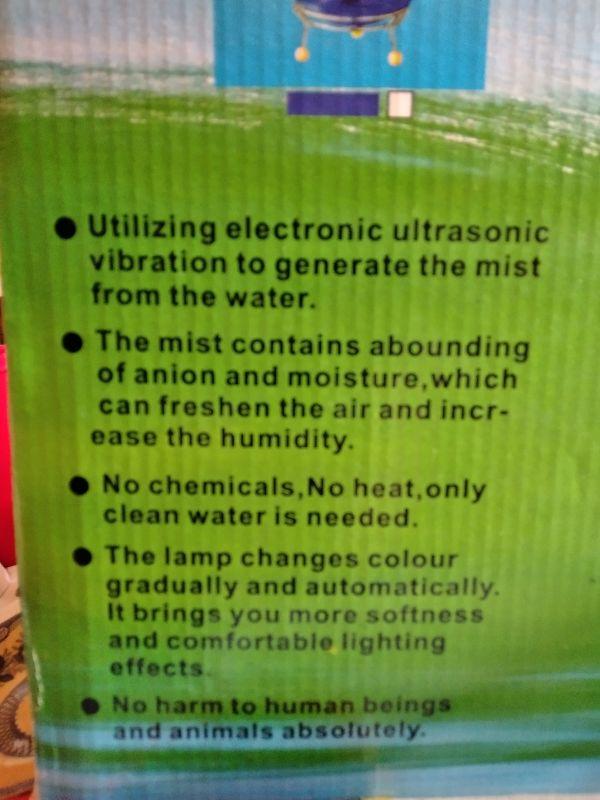 ● Utilizing electronic ultrasonic
vibration to generate the mist
from the water.
● The mist contains abounding
of anion and moisture,which
can freshen the air and incr-
ease the humidity.
● No chemicals,No heat,only
clean water is needed.
● The lamp changes colour
gradually and automatically.
It brings you more softness
and comfortable lighting
effects.
● No harm to human beings
and animals absolutely.